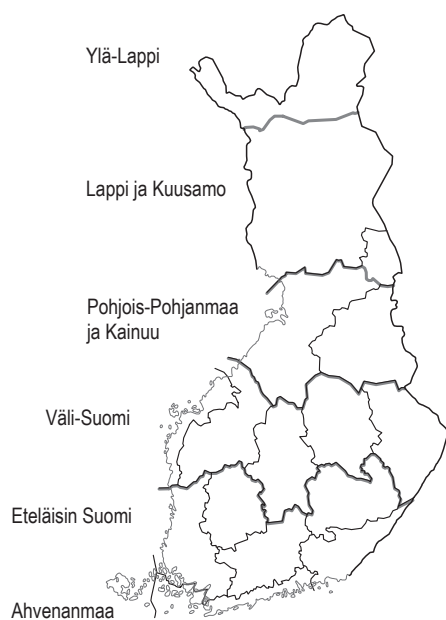 Ylä-Lappi
Lappi ja Kuusamo
Pohjois-Pohjanmaa
ja Kainuu
Väli-Suomi
Eteläisin Suomi
Ahvenanmaa